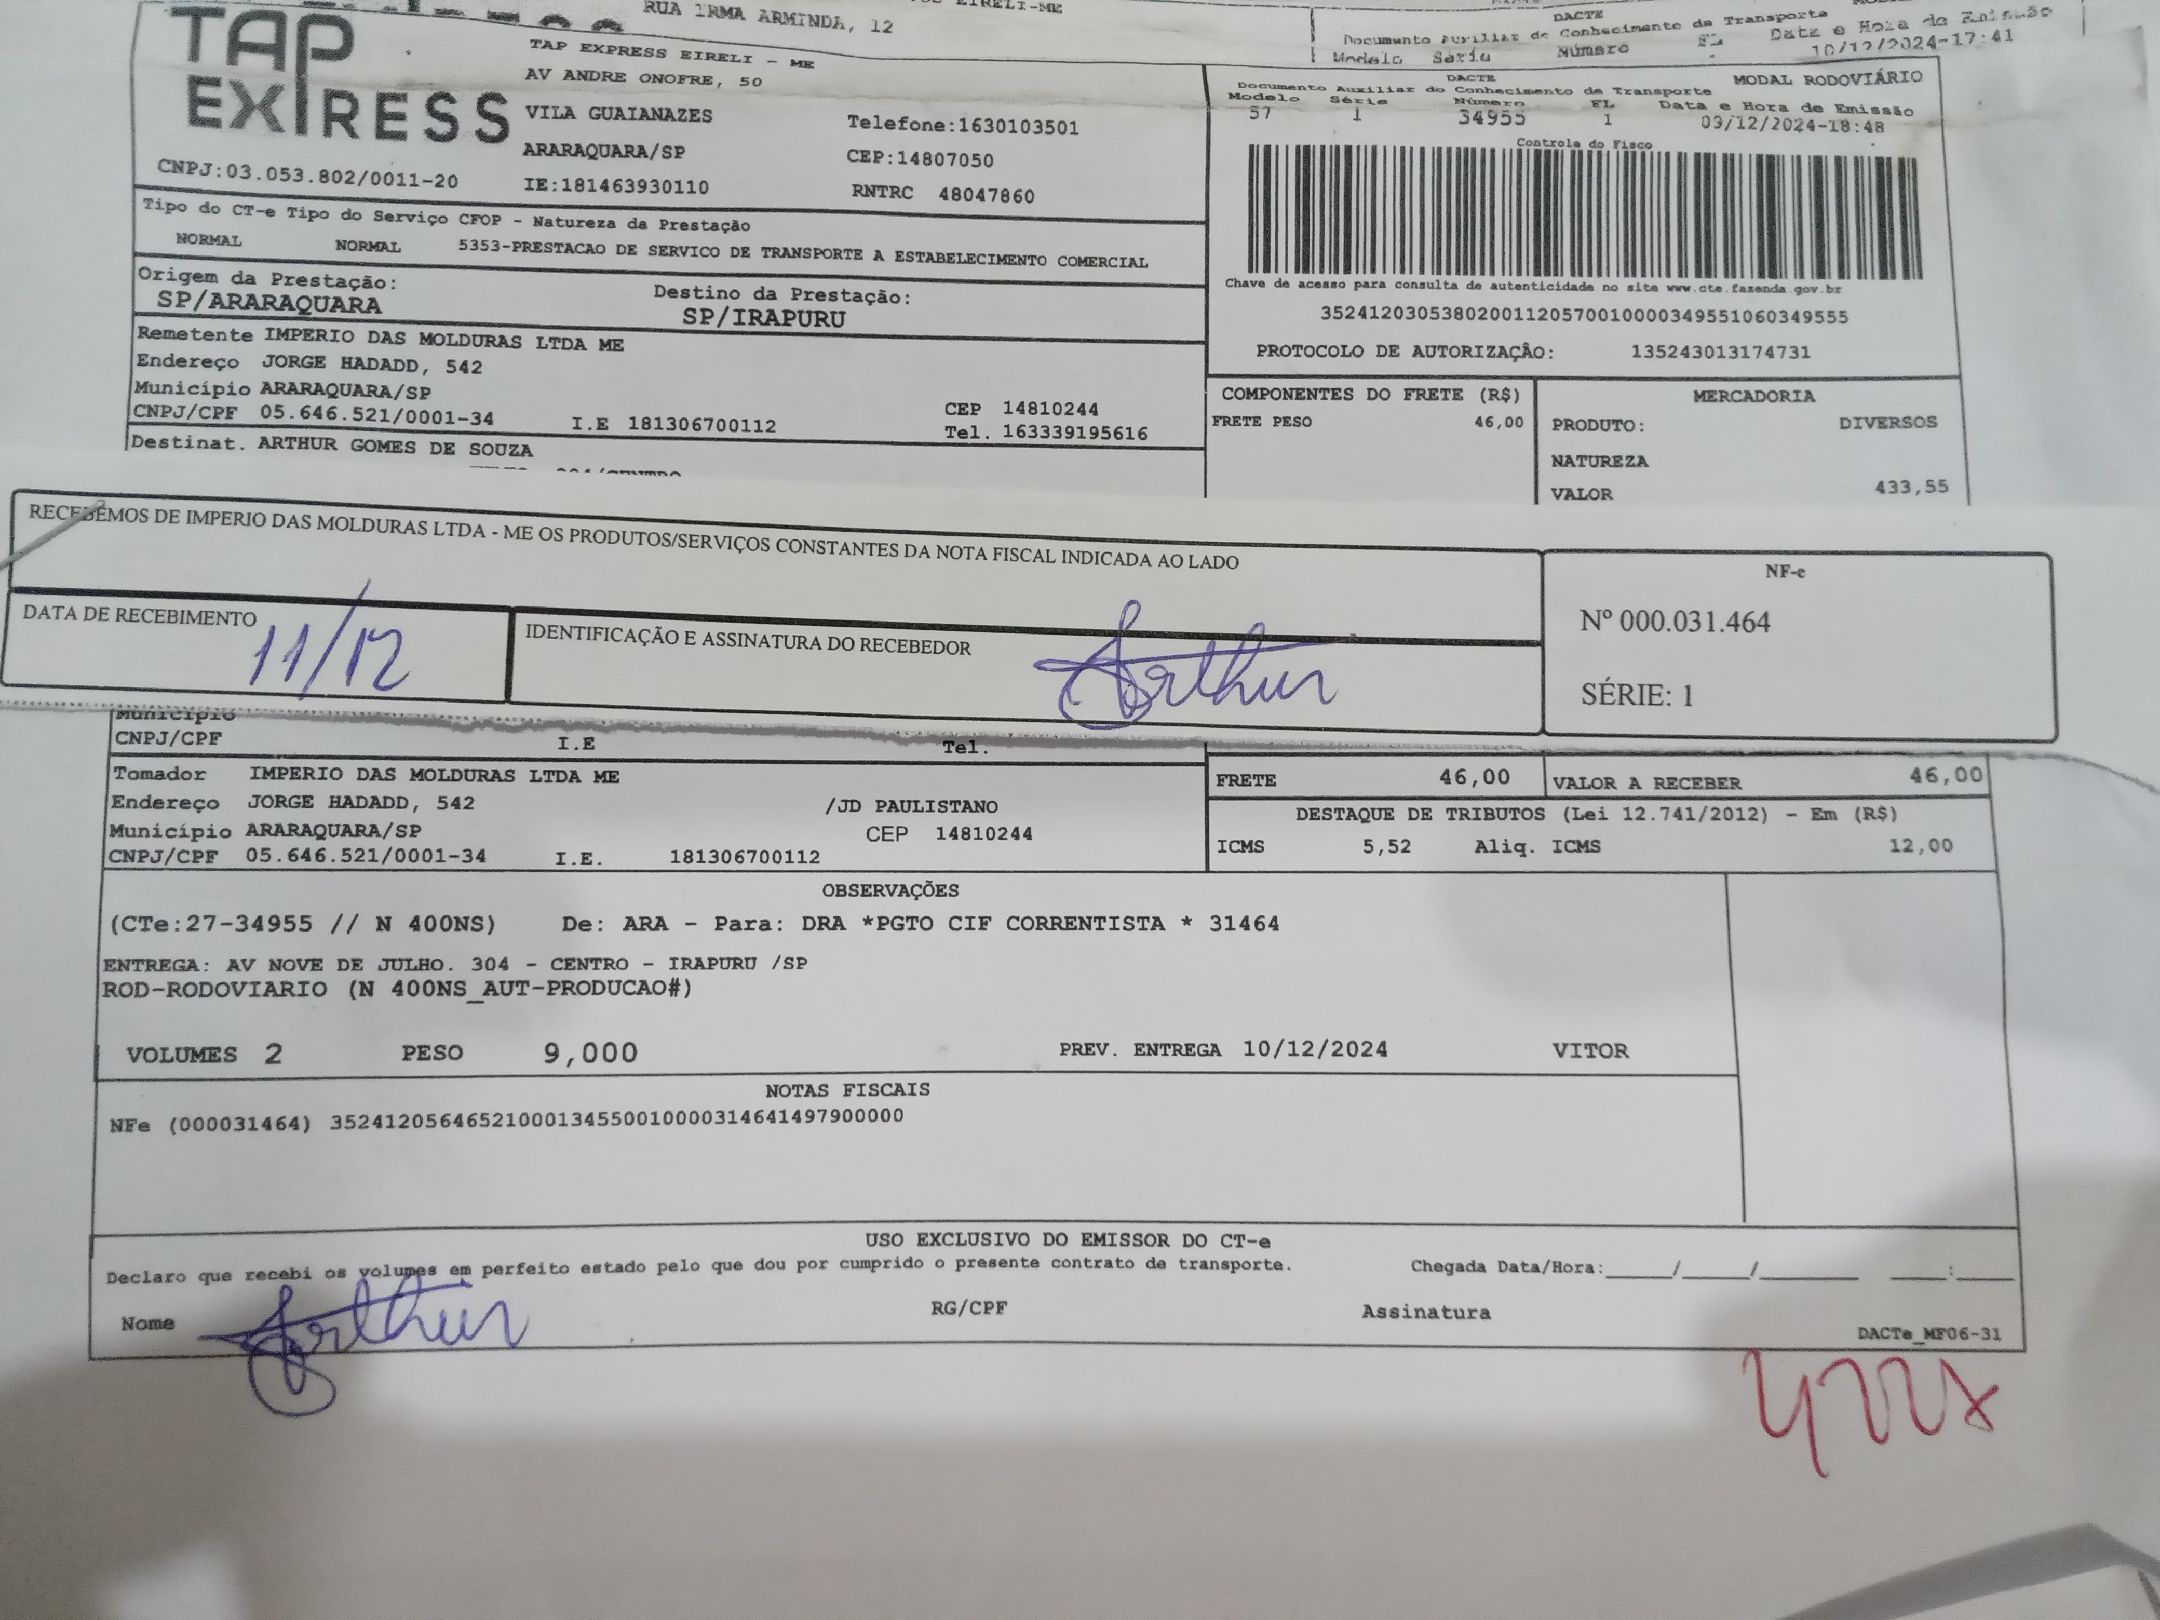 RUA IRMA ARMINDA, 12
EIRELI-ME
DACTE
Documento Auxiliar do Conhecimento da Transporte
Modelo Série Número FL Data e Hora de Emissão
10/12/2024-17:41
TAP
EXPRESS
TAP EXPRESS EIRELI - ME
AV ANDRE ONOFRE, 50
VILA GUAIANAZES Telefone:1630103501
ARARAQUARA/SP CEP:14807050
CNPJ:03.053.802/0011-20 IE:181463930110 RNTRC 48047860
DACTE MODAL RODOVIÁRIO
Documento Auxiliar do Conhecimento de Transporte
Modelo Série Número FL Data e Hora de Emissão
57 1 34955 1 09/12/2024-18:48
Controle do Fisco
Chave de acesso para consulta de autenticidade no site www.cte.fazenda.gov.br
35241203053802001120570010000349551060349555
PROTOCOLO DE AUTORIZAÇÃO: 135243013174731
Tipo do CT-e Tipo do Serviço CFOP - Natureza da Prestação
NORMAL NORMAL 5353-PRESTACAO DE SERVICO DE TRANSPORTE A ESTABELECIMENTO COMERCIAL
Origem da Prestação: Destino da Prestação:
SP/ARARAQUARA SP/IRAPURU
Remetente IMPERIO DAS MOLDURAS LTDA ME
Endereço JORGE HADADD, 542
Município ARARAQUARA/SP CEP 14810244
CNPJ/CPF 05.646.521/0001-34 I.E 181306700112 Tel. 163339195616
Destinat. ARTHUR GOMES DE SOUZA
COMPONENTES DO FRETE (R$) MERCADORIA
FRETE PESO 46,00 PRODUTO: DIVERSOS
NATUREZA
VALOR 433,55
RECEBEMOS DE IMPERIO DAS MOLDURAS LTDA - ME OS PRODUTOS/SERVIÇOS CONSTANTES DA NOTA FISCAL INDICADA AO LADO
DATA DE RECEBIMENTO
11/12
IDENTIFICAÇÃO E ASSINATURA DO RECEBEDOR
Arthur
NF-e
Nº 000.031.464
SÉRIE: 1
Município
CNPJ/CPF I.E Tel.
Tomador IMPERIO DAS MOLDURAS LTDA ME
Endereço JORGE HADADD, 542 /JD PAULISTANO
Município ARARAQUARA/SP CEP 14810244
CNPJ/CPF 05.646.521/0001-34 I.E. 181306700112
FRETE 46,00 VALOR A RECEBER 46,00
DESTAQUE DE TRIBUTOS (Lei 12.741/2012) - Em (R$)
ICMS 5,52 Aliq. ICMS 12,00
OBSERVAÇÕES
(CTe:27-34955 // N 400NS) De: ARA - Para: DRA *PGTO CIF CORRENTISTA * 31464
ENTREGA: AV NOVE DE JULHO. 304 - CENTRO - IRAPURU /SP
ROD-RODOVIARIO (N 400NS_AUT-PRODUCAO#)
VOLUMES 2 PESO 9,000 PREV. ENTREGA 10/12/2024 VITOR
NOTAS FISCAIS
NFe (000031464) 35241205646521000134550010000314641497900000
USO EXCLUSIVO DO EMISSOR DO CT-e
Declaro que recebi os volumes em perfeito estado pelo que dou por cumprido o presente contrato de transporte. Chegada Data/Hora:____/____/______ ___:___
Nome Arthur RG/CPF Assinatura
DACTe_MF06-31